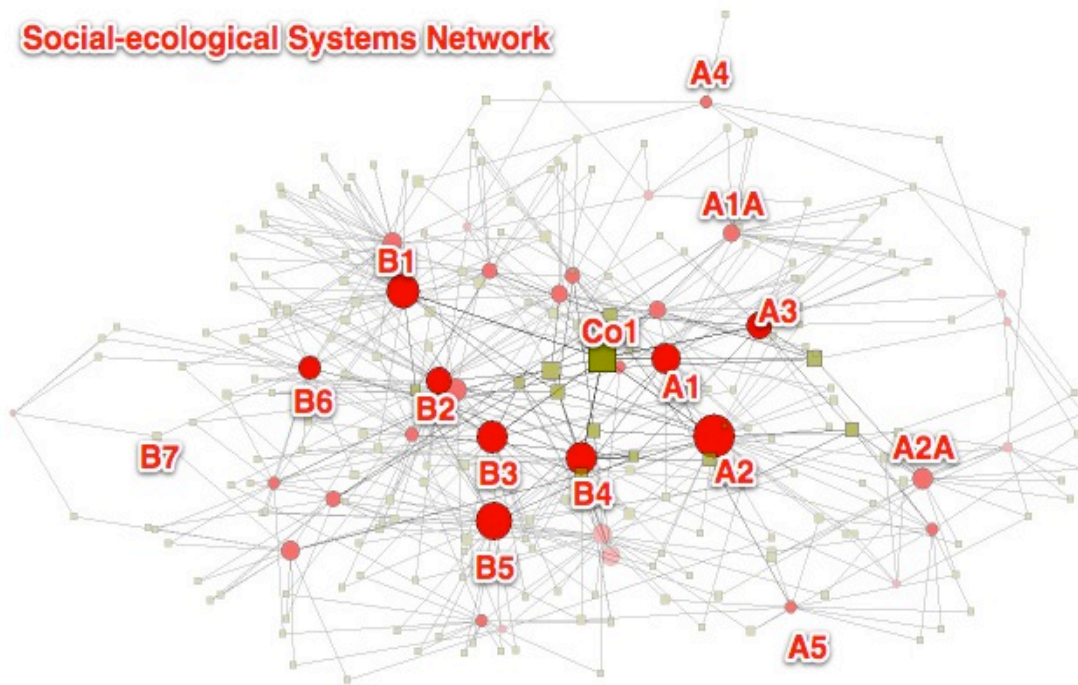 Social-ecological Systems Network
A4
A1A
B1
A3
Co1
A1
B6
B2
B7
B3
A2
A2A
B4
B5
A5